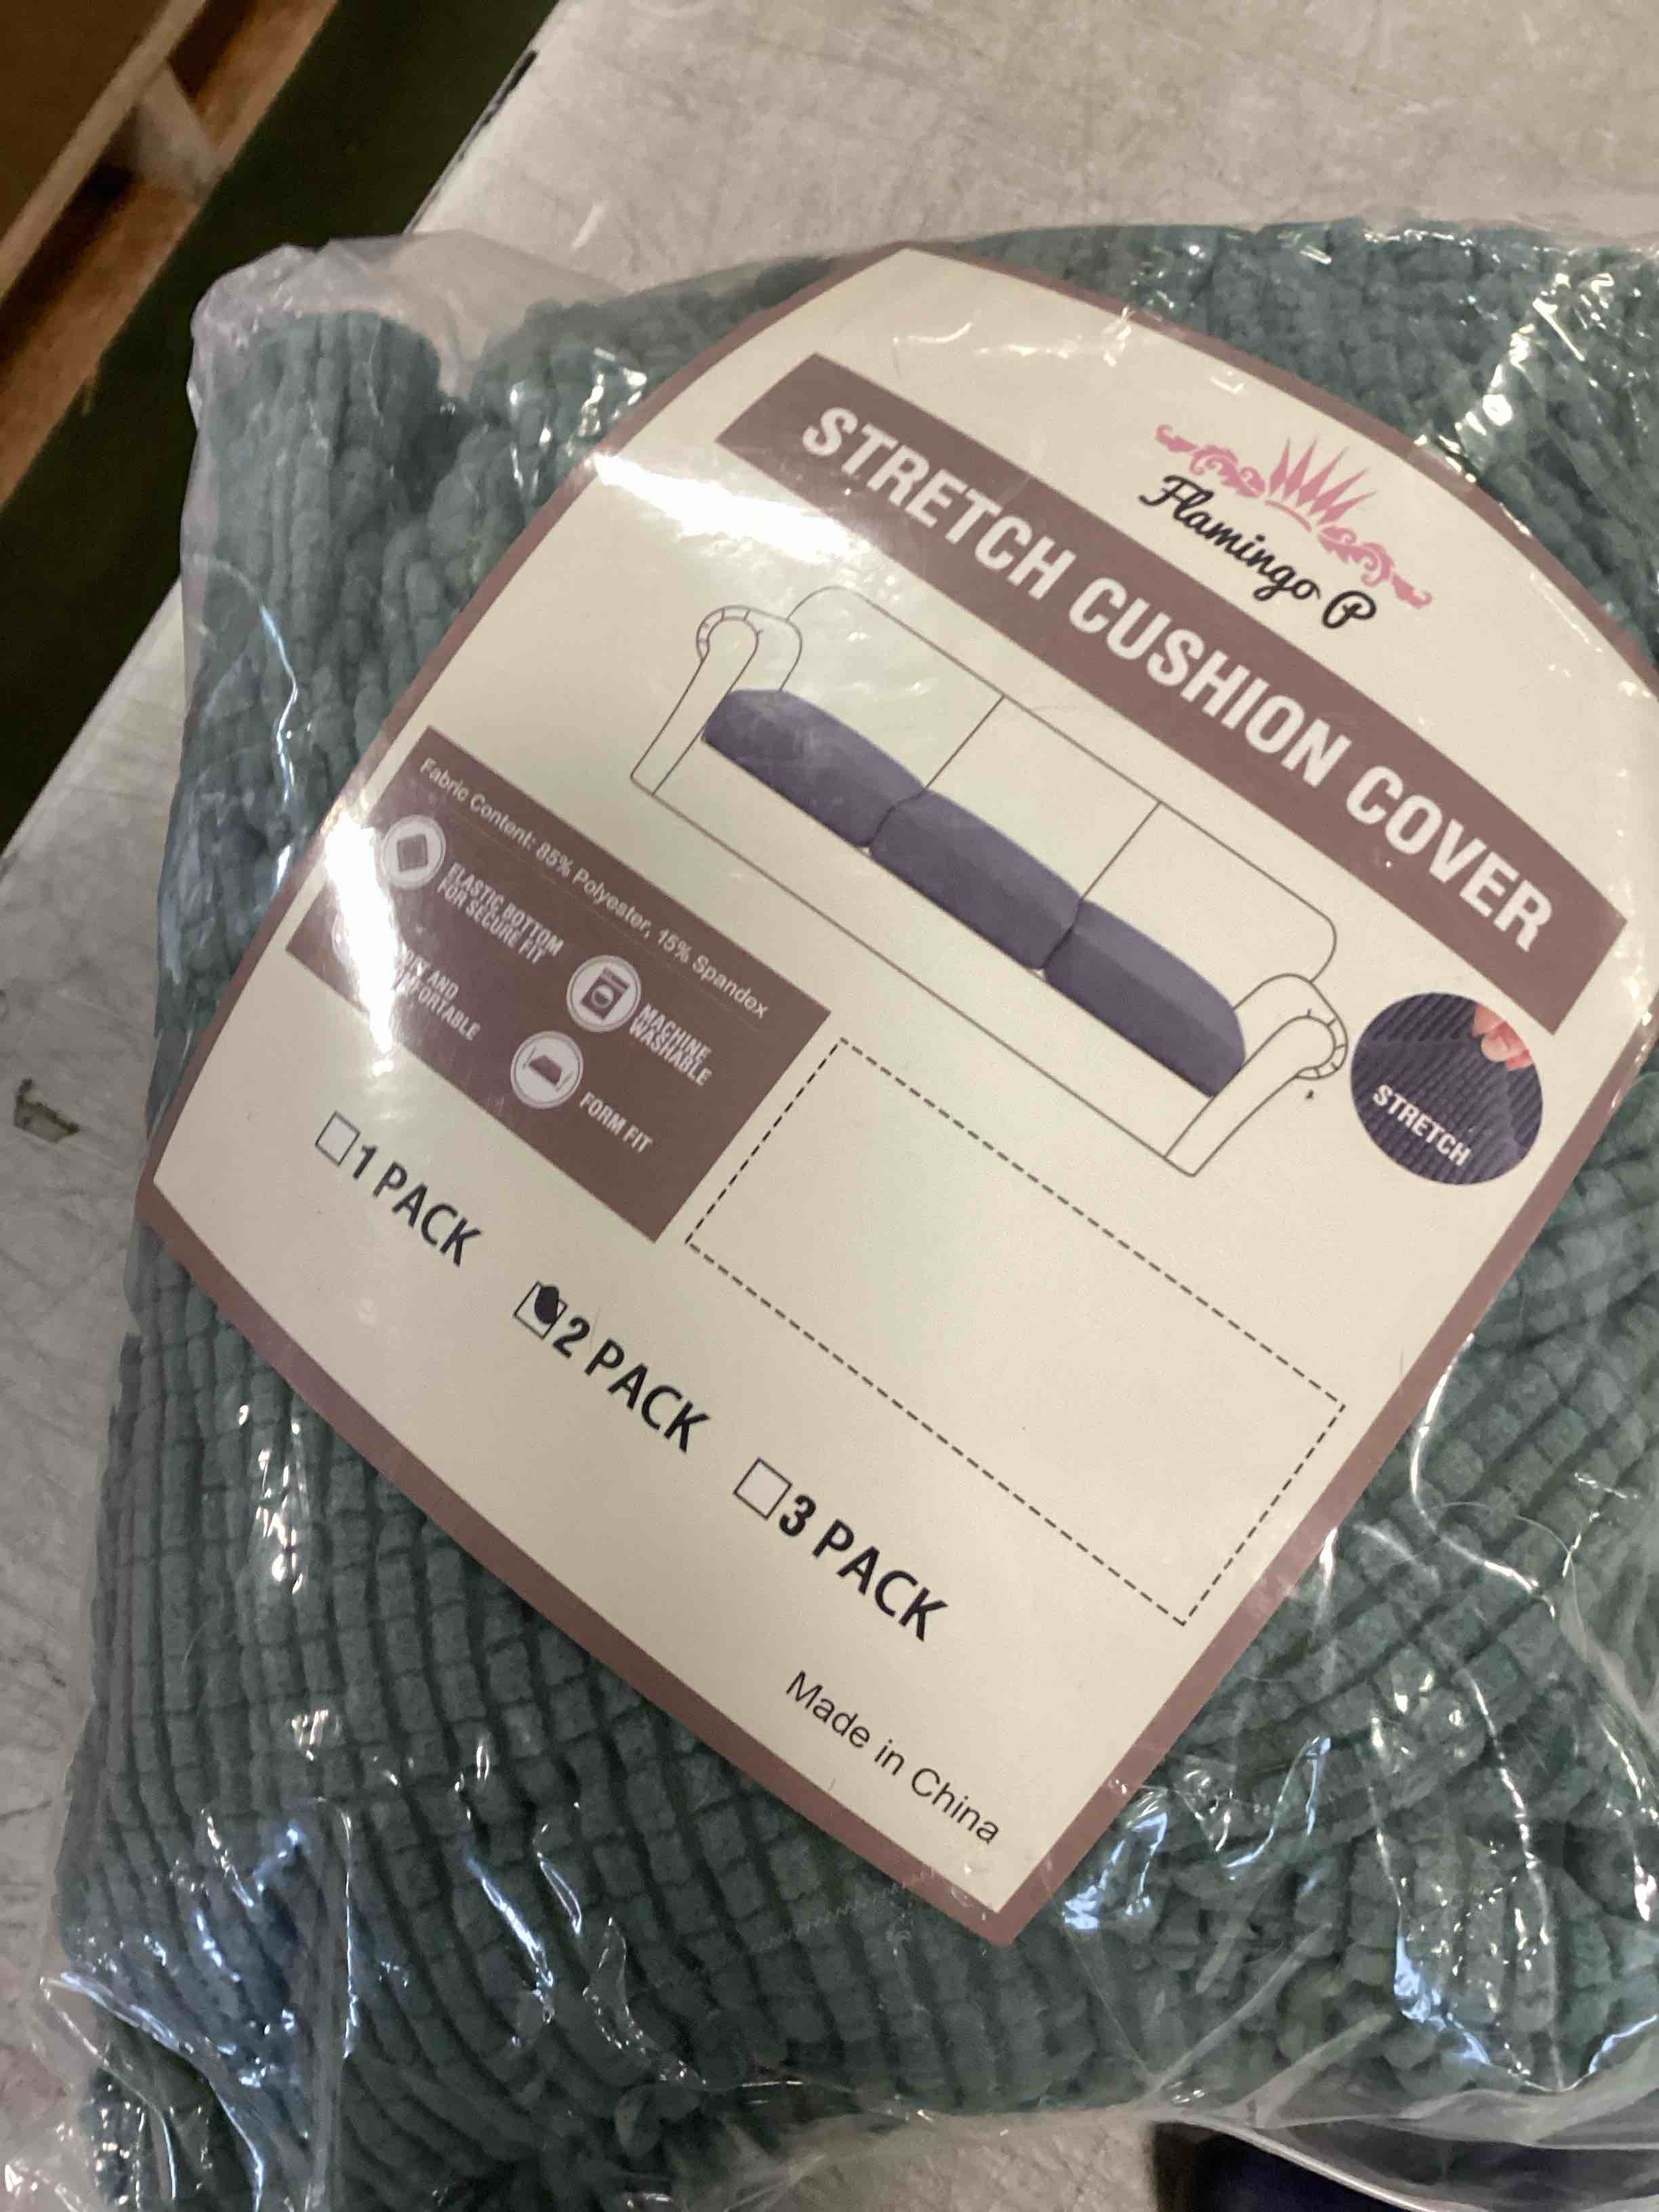 Flamingo P
STRETCH CUSHION COVER
STRETCH
Fabric Content: 85% Polyester, 15% Spandex
ELASTIC BOTTOM
FOR SECURE FIT
MACHINE
WASHABLE
AND
FORM FIT
1 PACK
2 PACK
3 PACK
Made in China